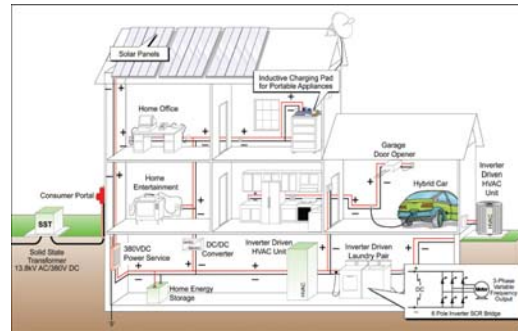 Solar Panels
Inductive Charging Pad
for Portable Appliances
Home Office
Garage
Door Opener
Home
Entertainment
Hybrid Car
Inverter
Driven
HVAC
Unit
Consumer Portal
SST
Solid State
Transformer
13.8kV AC/380V DC
380VDC
Power Service
DC/DC
Converter
Inverter Driven
HVAC Unit
Inverter Driven
Laundry Pair
HVAC
HVAC
Home Energy
Storage
DC
Motor
3-Phase
Variable
Frequency
Output
6 Pole Inverter SCR Bridge